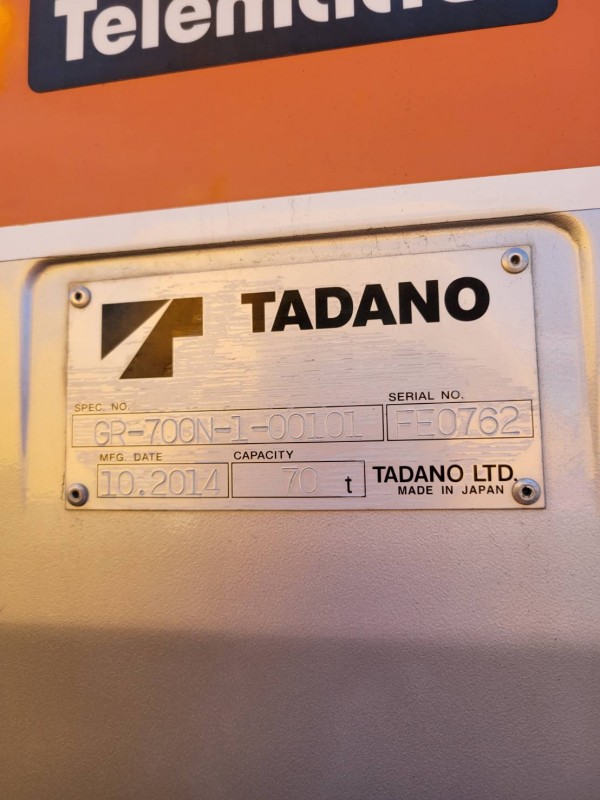 TADANO
SPEC. NO.
GR-700N-1-00101
SERIAL NO.
FE0762
MFG. DATE
10.2014
CAPACITY
70 t
TADANO LTD.
MADE IN JAPAN